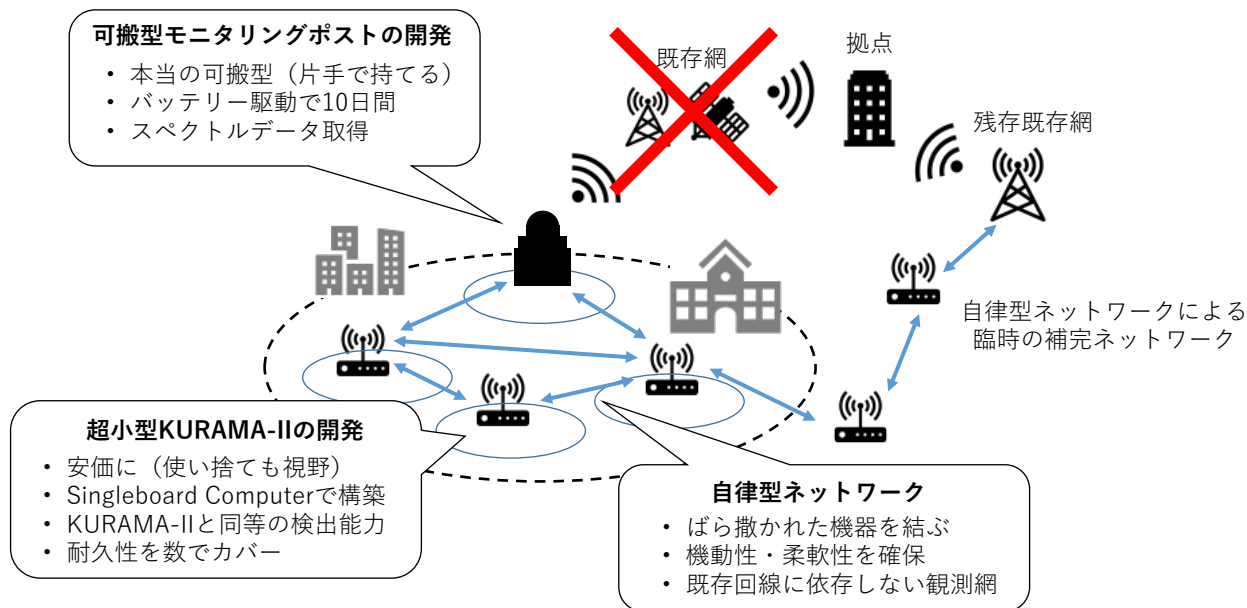 可搬型モニタリングポストの開発
• 本当の可搬型（片手で持てる）
• バッテリー駆動で10日間
• スペクトルデータ取得
既存網
拠点
残存既存網
自律型ネットワークによる
臨時の補完ネットワーク
超小型KURAMA-IIの開発
• 安価に（使い捨ても視野）
• Singleboard Computerで構築
• KURAMA-IIと同等の検出能力
• 耐久性を数でカバー
自律型ネットワーク
• ばら撒かれた機器を結ぶ
• 機動性・柔軟性を確保
• 既存回線に依存しない観測網